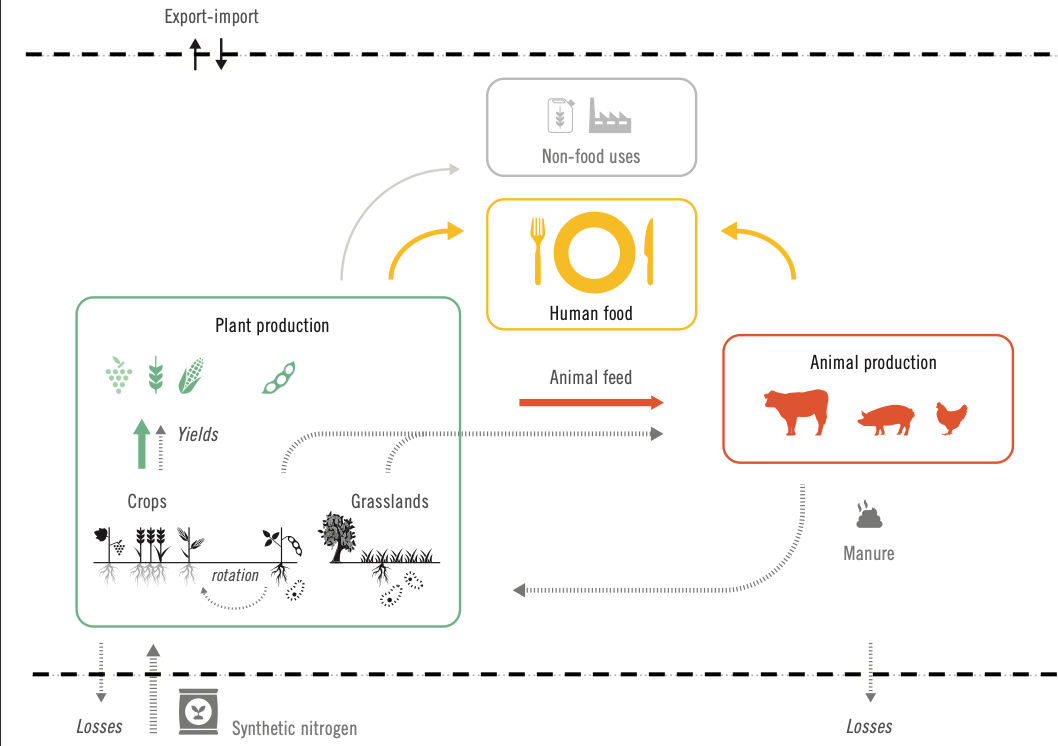 Export-import
Non-food uses
Human food
Plant production
Animal production
Animal feed
Yields
Crops
Grasslands
rotation
Manure
Losses
Synthetic nitrogen
Losses